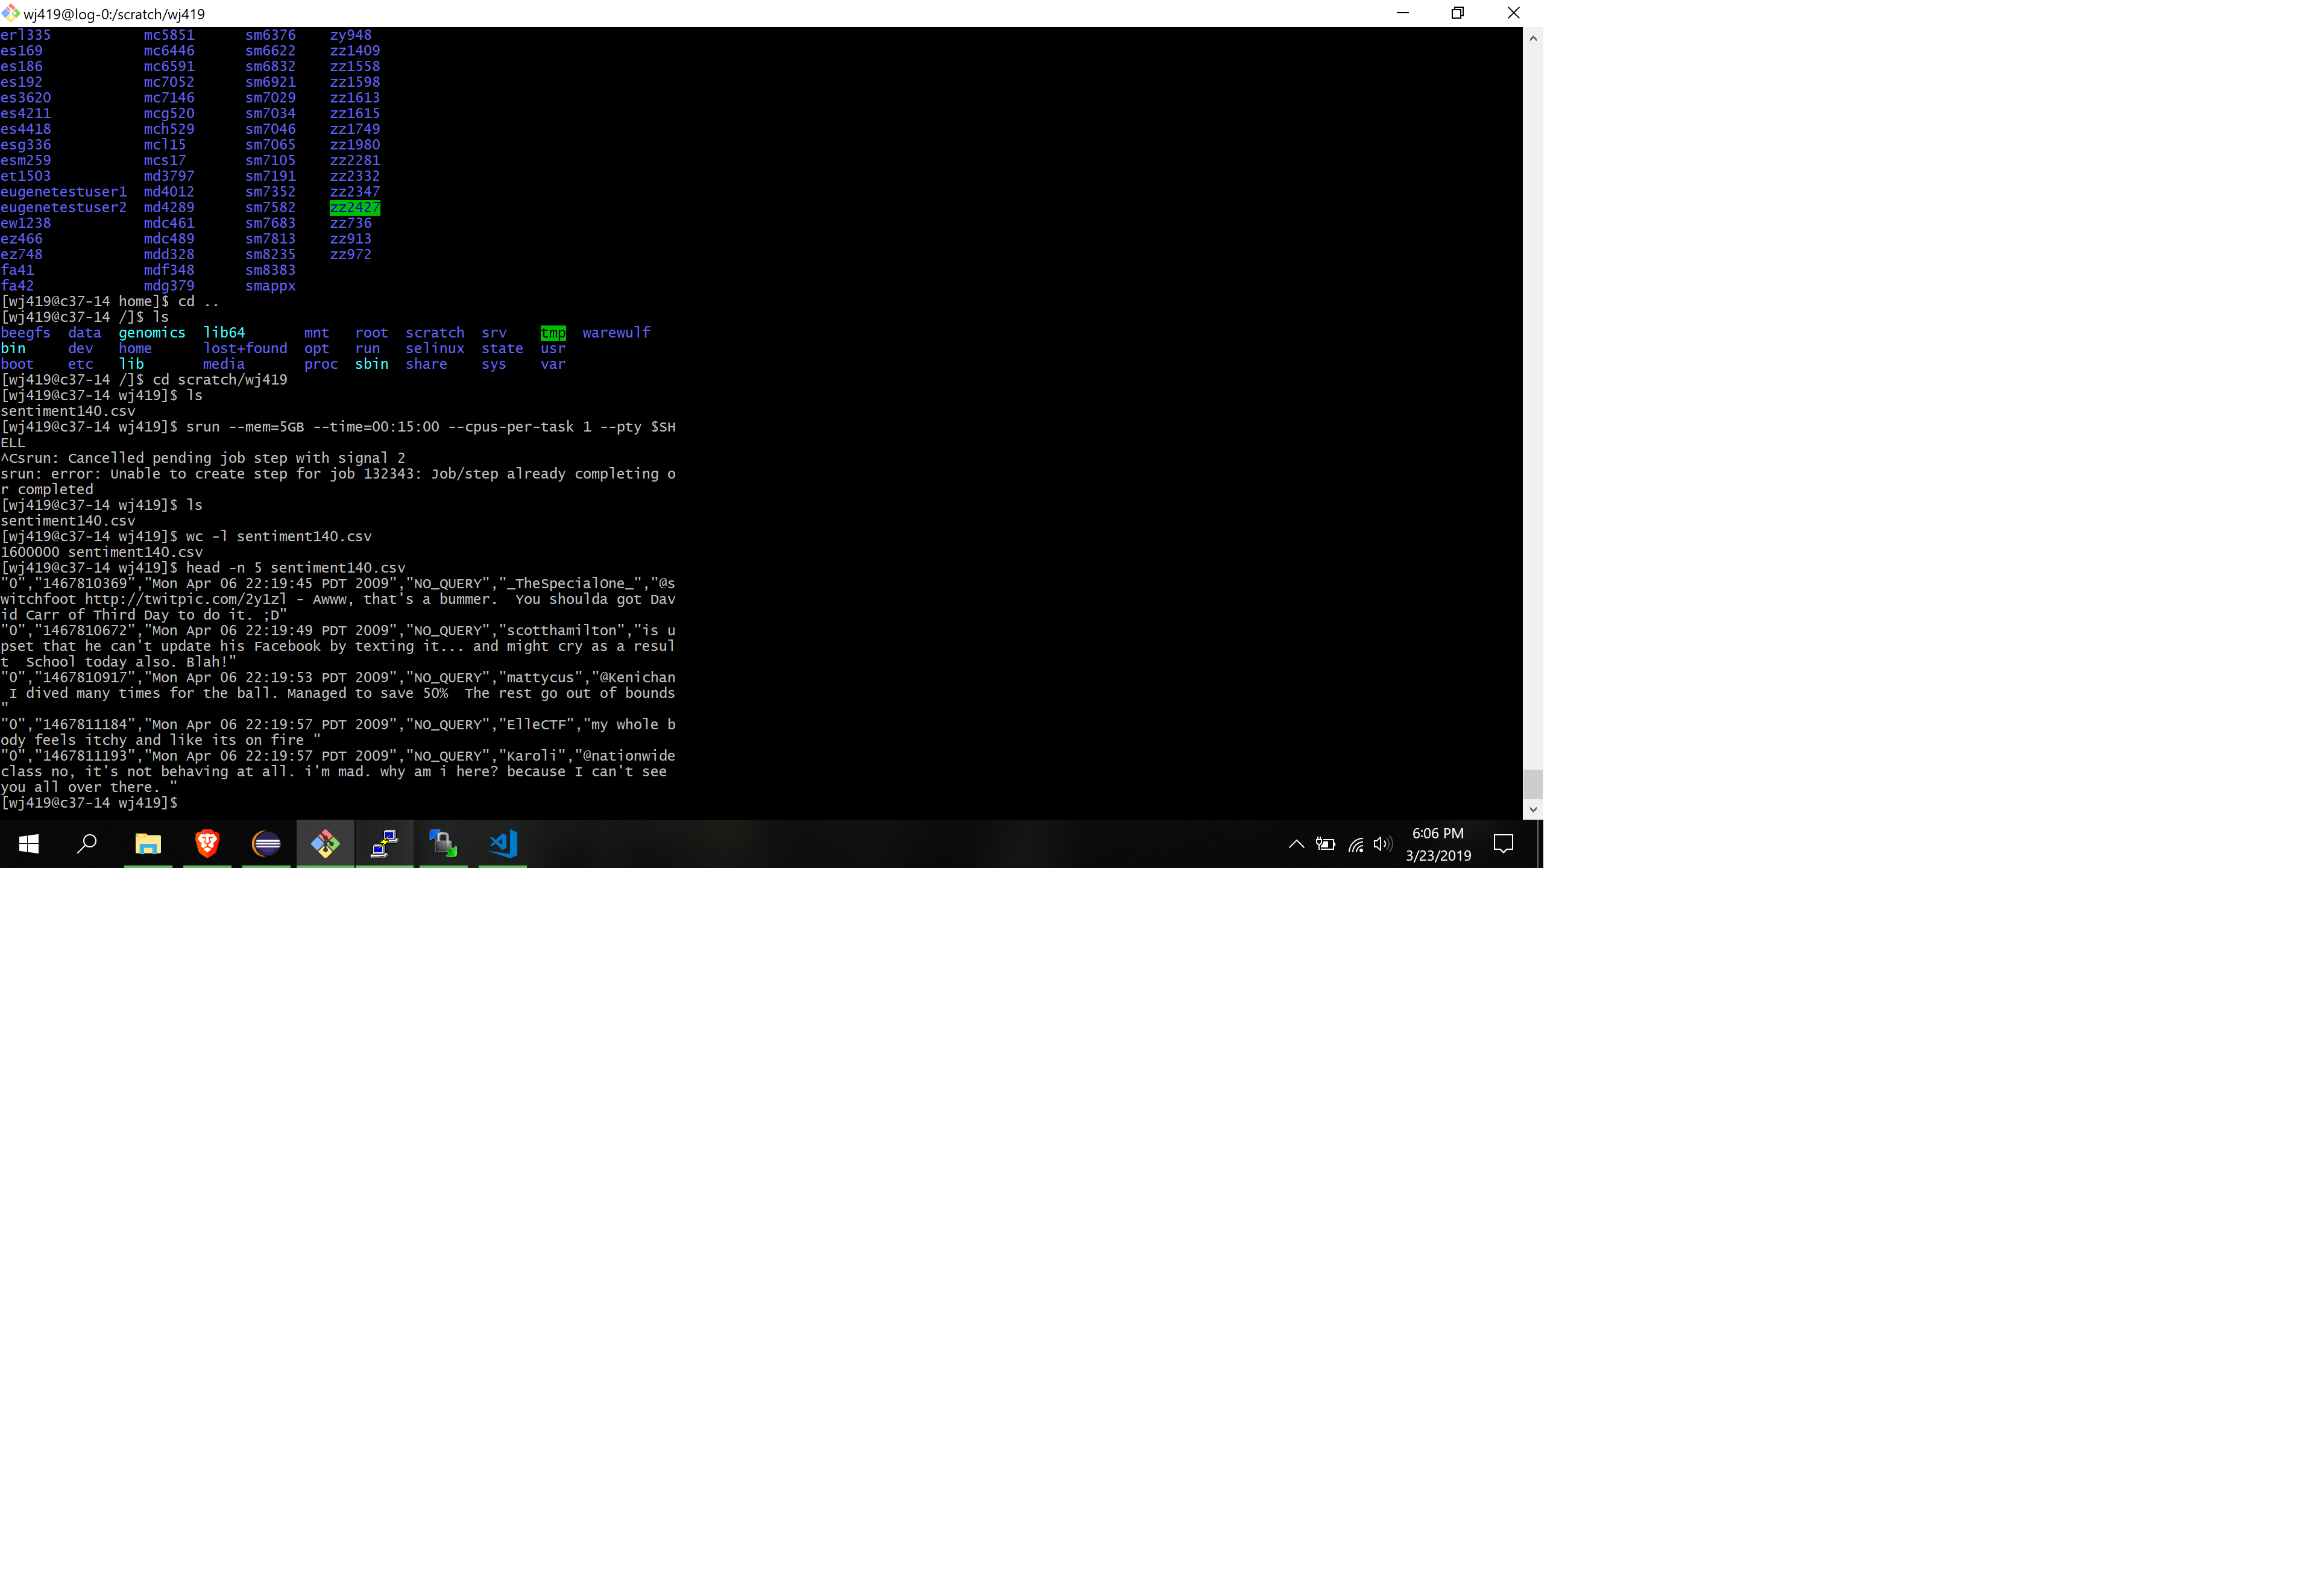 wj419@log-0:/scratch/wj419
erl335 mc5851 sm6376 zy948
es169 mc6446 sm6622 zz1409
es186 mc6591 sm6832 zz1558
es192 mc7052 sm6921 zz1598
es3620 mc7146 sm7029 zz1613
es4211 mcg520 sm7034 zz1615
es4418 mch529 sm7046 zz1749
esg336 mcl15 sm7065 zz1980
esm259 mcs17 sm7105 zz2281
et1503 md3797 sm7191 zz2332
eugenetestuser1 md4012 sm7352 zz2347
eugenetestuser2 md4289 sm7582 zz2427
ew1238 mdc461 sm7683 zz736
ez466 mdc489 sm7813 zz913
ez748 mdd328 sm8235 zz972
fa41 mdf348 sm8383
fa42 mdg379 smappx
[wj419@c37-14 home]$ cd ..
[wj419@c37-14 /]$ ls
beegfs data genomics lib64 mnt root scratch srv tmp warewulf
bin dev home lost+found opt run selinux state usr
boot etc lib media proc sbin share sys var
[wj419@c37-14 /]$ cd scratch/wj419
[wj419@c37-14 wj419]$ ls
sentiment140.csv
[wj419@c37-14 wj419]$ srun --mem=5GB --time=00:15:00 --cpus-per-task 1 --pty $SH
ELL
^Csrun: Cancelled pending job step with signal 2
srun: error: Unable to create step for job 132343: Job/step already completing o
r completed
[wj419@c37-14 wj419]$ ls
sentiment140.csv
[wj419@c37-14 wj419]$ wc -l sentiment140.csv
1600000 sentiment140.csv
[wj419@c37-14 wj419]$ head -n 5 sentiment140.csv
"0","1467810369","Mon Apr 06 22:19:45 PDT 2009","NO_QUERY","_TheSpecialOne_","@s
witchfoot http://twitpic.com/2y1zl - Awww, that's a bummer.  You shoulda got Dav
id Carr of Third Day to do it. ;D"
"0","1467810672","Mon Apr 06 22:19:49 PDT 2009","NO_QUERY","scotthamilton","is u
pset that he can't update his Facebook by texting it... and might cry as a resul
t  School today also. Blah!"
"0","1467810917","Mon Apr 06 22:19:53 PDT 2009","NO_QUERY","mattycus","@Kenichan
 I dived many times for the ball. Managed to save 50%  The rest go out of bounds
"
"0","1467811184","Mon Apr 06 22:19:57 PDT 2009","NO_QUERY","ElleCTF","my whole b
ody feels itchy and like its on fire "
"0","1467811193","Mon Apr 06 22:19:57 PDT 2009","NO_QUERY","Karoli","@nationwide
class no, it's not behaving at all. i'm mad. why am i here? because I can't see
you all over there. "
[wj419@c37-14 wj419]$
6:06 PM
3/23/2019